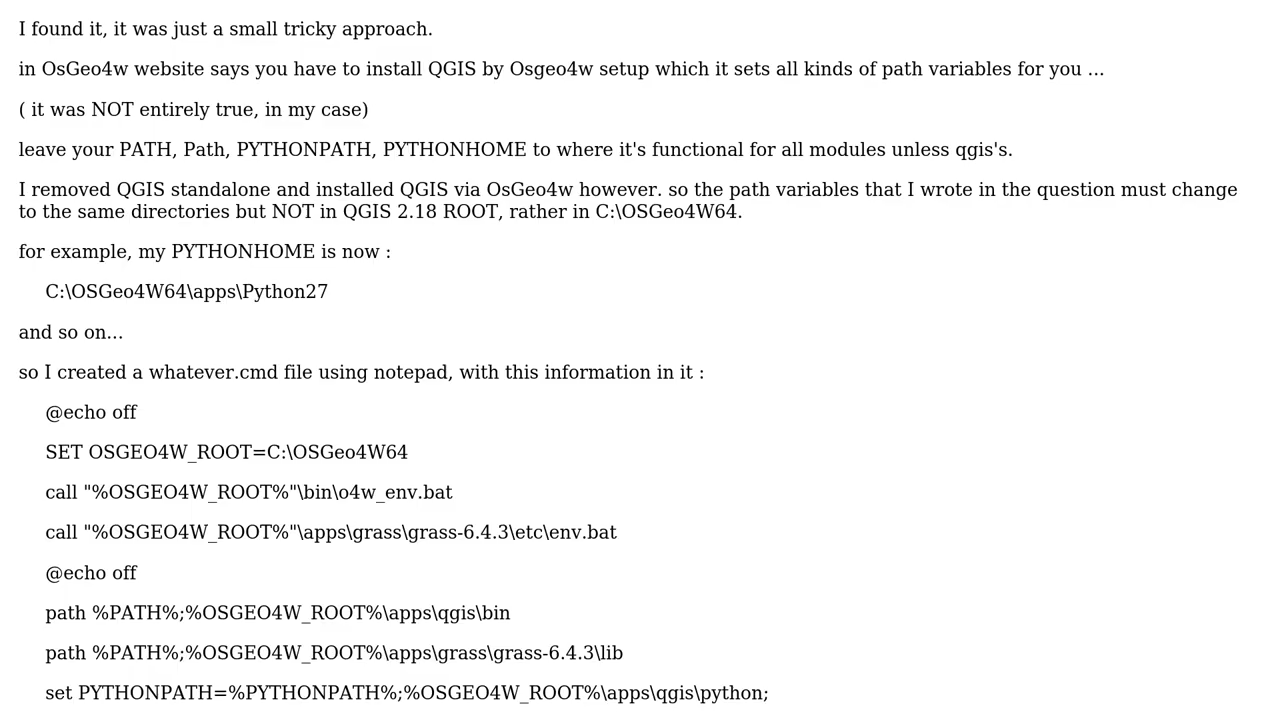 I found it, it was just a small tricky approach.
in OsGeo4w website says you have to install QGIS by Osgeo4w setup which it sets all kinds of path variables for you ...
( it was NOT entirely true, in my case)
leave your PATH, Path, PYTHONPATH, PYTHONHOME to where it's functional for all modules unless qgis's.
I removed QGIS standalone and installed QGIS via OsGeo4w however. so the path variables that I wrote in the question must change
to the same directories but NOT in QGIS 2.18 ROOT, rather in C:\OSGeo4W64.
for example, my PYTHONHOME is now :
C:\OSGeo4W64\apps\Python27
and so on...
so I created a whatever.cmd file using notepad, with this information in it :
@echo off
SET OSGEO4W_ROOT=C:\OSGeo4W64
call "%OSGEO4W_ROOT%"\bin\o4w_env.bat
call "%OSGEO4W_ROOT%"\apps\grass\grass-6.4.3\etc\env.bat
@echo off
path %PATH%;%OSGEO4W_ROOT%\apps\qgis\bin
path %PATH%;%OSGEO4W_ROOT%\apps\grass\grass-6.4.3\lib
set PYTHONPATH=%PYTHONPATH%;%OSGEO4W_ROOT%\apps\qgis\python;